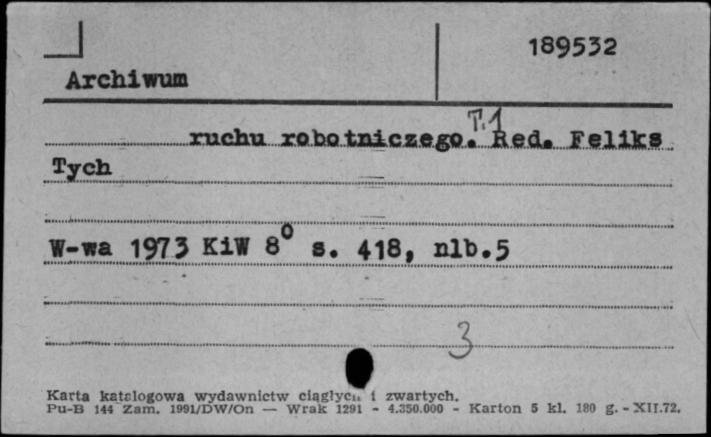 189532
Archiwum
ruchu robotniczego. T.1 Red. Feliks
Tych
W-wa 1973 KiW 8° s. 418, nlb.5
3
Karta katalogowa wydawnictw ciągłych i zwartych.
Pu-B 144 Zam. 1991/DW/On — Wrak 1291 - 4.350.000 - Karton 5 kl. 180 g. - XII.72.